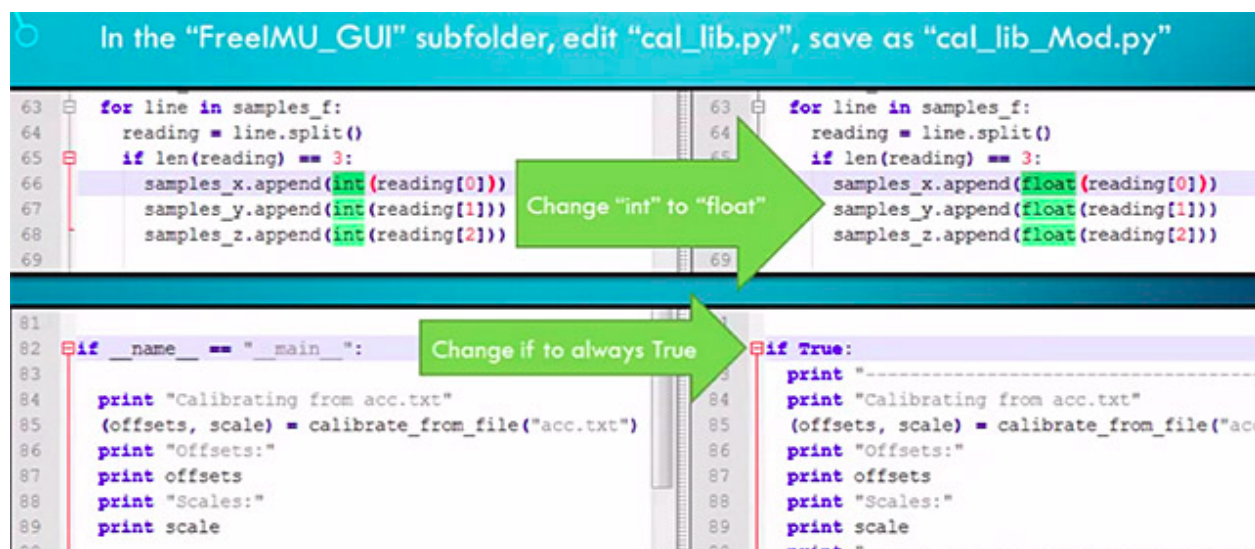 In the “FreeIMU_GUI” subfolder, edit “cal_lib.py”, save as “cal_lib_Mod.py”
63 for line in samples_f:
64 reading = line.split()
65 if len(reading) == 3:
66 samples_x.append(int(reading[0]))
67 samples_y.append(int(reading[1]))
68 samples_z.append(int(reading[2]))
69
Change “int” to “float”
63 for line in samples_f:
64 reading = line.split()
65 if len(reading) == 3:
66 samples_x.append(float(reading[0]))
67 samples_y.append(float(reading[1]))
68 samples_z.append(float(reading[2]))
69
81
82 if __name__ == "__main__":
83
84 print "Calibrating from acc.txt"
85 (offsets, scale) = calibrate_from_file("acc.txt")
86 print "Offsets:"
87 print offsets
88 print "Scales:"
89 print scale
Change if to always True
if True:
print "--------------------------------------
84 print "Calibrating from acc.txt"
85 (offsets, scale) = calibrate_from_file("ac
86 print "Offsets:"
87 print offsets
88 print "Scales:"
89 print scale